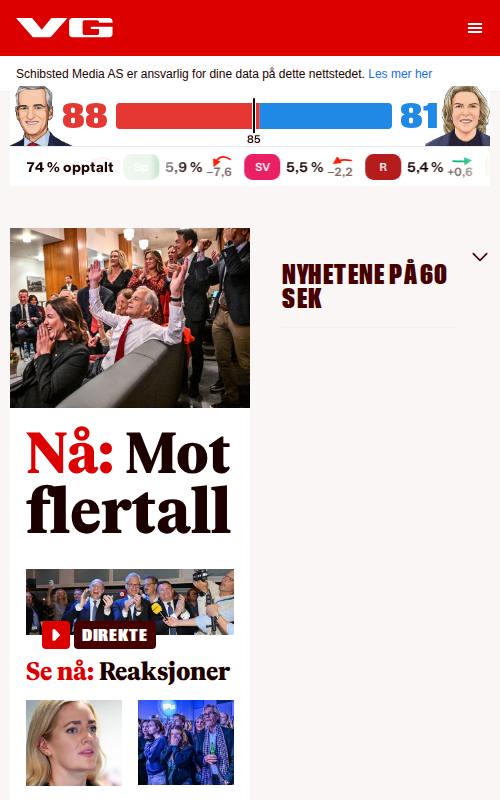 VG
Schibsted Media AS er ansvarlig for dine data på dette nettstedet. Les mer her
88
81
85
74 % opptalt
Sp 5,9 % –7,6
SV 5,5 % –2,2
R 5,4 % +0,6
NYHETENE PÅ 60
SEK
Nå: Mot
flertall
DIREKTE
Se nå: Reaksjoner